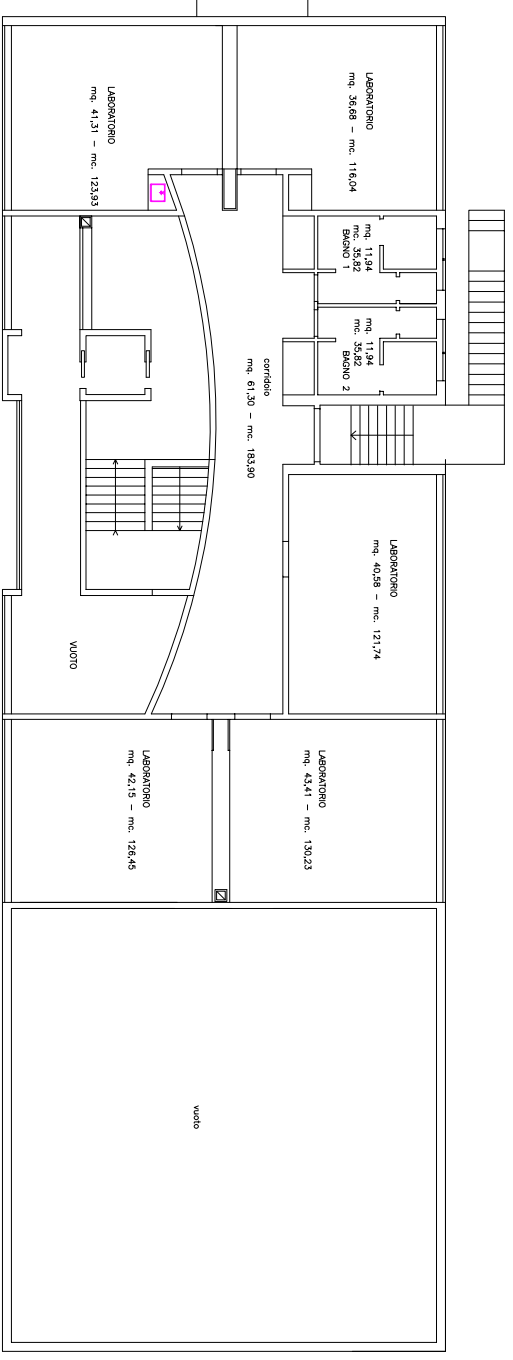 LABORATORIO
mq. 36,68 - mc. 116,04
LABORATORIO
mq. 41,31 - mc. 123,93
mq. 11,94
mc. 35,82
BAGNO 1
mq. 11,94
mc. 35,82
BAGNO 2
corridoio
mq. 61,30 - mc. 183,90
LABORATORIO
mq. 40,58 - mc. 121,74
VUOTO
LABORATORIO
mq. 43,41 - mc. 130,23
LABORATORIO
mq. 42,15 - mc. 126,45
vuoto